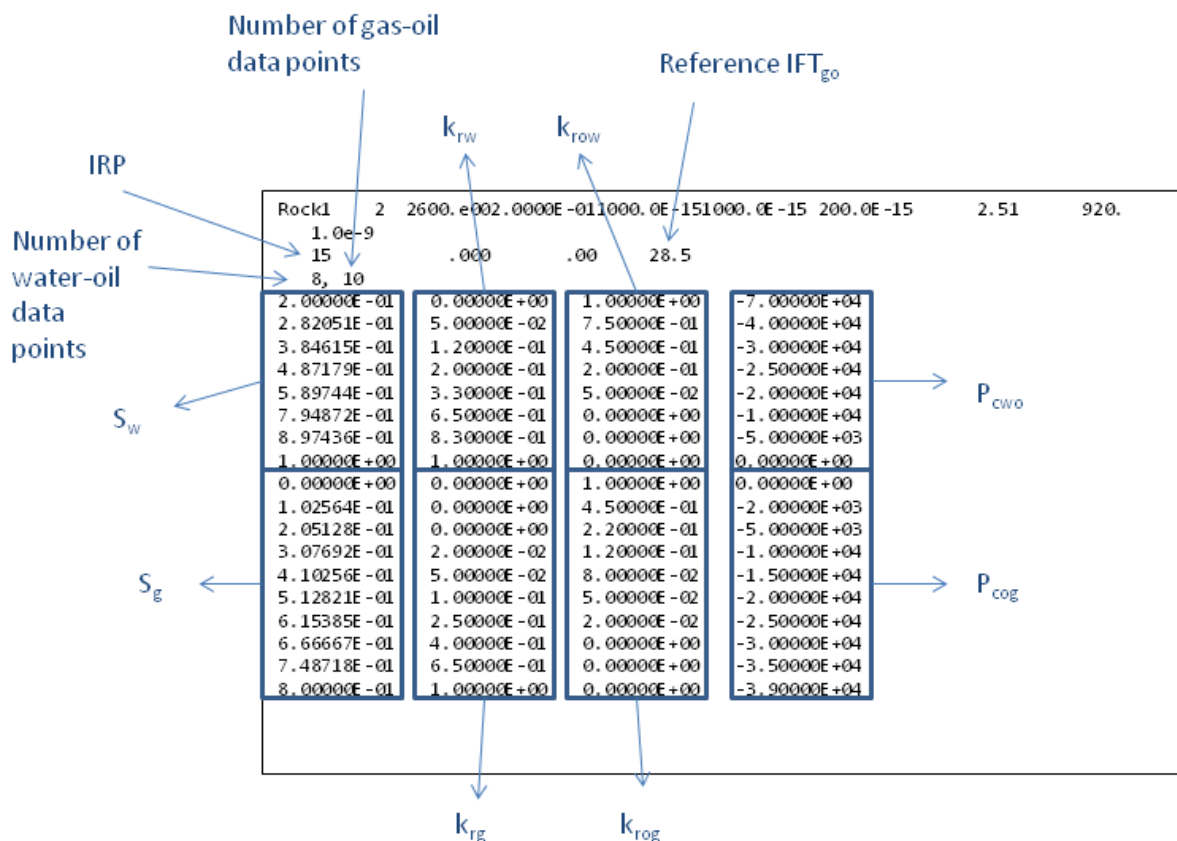 Number of gas-oil
data points
Reference IFTgo
krw
krow
IRP
Number of
water-oil
data
points
Rock1 2 2600.e002.0000E-011000.0E-151000.0E-15 200.0E-15 2.51 920.
1.0e-9
15 .000 .00 28.5
8, 10
2.00000E-01 0.00000E+00 1.00000E+00 -7.00000E+04
2.82051E-01 5.00000E-02 7.50000E-01 -4.00000E+04
3.84615E-01 1.20000E-01 4.50000E-01 -3.00000E+04
4.87179E-01 2.00000E-01 2.00000E-01 -2.50000E+04
5.89744E-01 3.30000E-01 5.00000E-02 -2.00000E+04
7.94872E-01 6.50000E-01 0.00000E+00 -1.00000E+04
8.97436E-01 8.30000E-01 0.00000E+00 -5.00000E+03
1.00000E+00 1.00000E+00 0.00000E+00 0.00000E+00
0.00000E+00 0.00000E+00 1.00000E+00 0.00000E+00
1.02564E-01 0.00000E+00 4.50000E-01 -2.00000E+03
2.05128E-01 0.00000E+00 2.20000E-01 -5.00000E+03
3.07692E-01 2.00000E-02 1.20000E-01 -1.00000E+04
4.10256E-01 5.00000E-02 8.00000E-02 -1.50000E+04
5.12821E-01 1.00000E-01 5.00000E-02 -2.00000E+04
6.15385E-01 2.50000E-01 2.00000E-02 -2.50000E+04
6.66667E-01 4.00000E-01 0.00000E+00 -3.00000E+04
7.48718E-01 6.50000E-01 0.00000E+00 -3.50000E+04
8.00000E-01 1.00000E+00 0.00000E+00 -3.90000E+04
Sw
Pcwo
Sg
Pcog
krg
krog